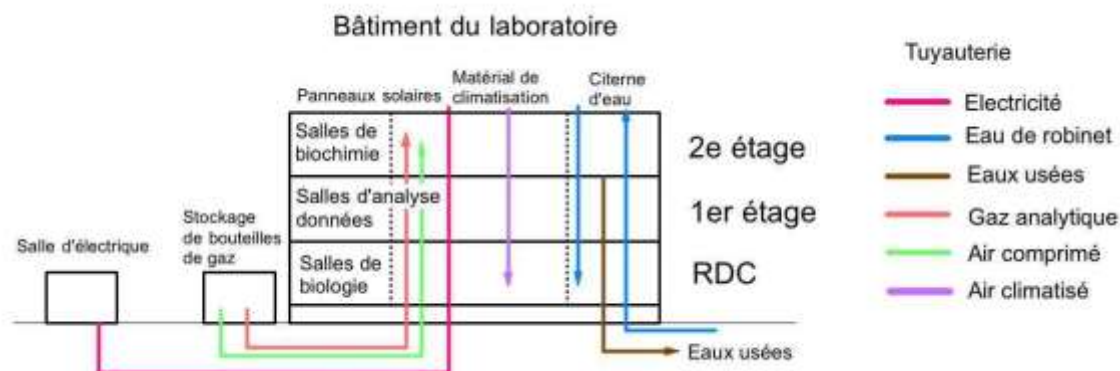 Bâtiment du laboratoire
Panneaux solaires
Matérial de
climatisation
Citerne
d'eau
Salles de
biochimie
2e étage
Salles d'analyse
données
1er étage
Salles de
biologie
RDC
Salle d'électrique
Stockage
de bouteilles
de gaz
Eaux usées
Tuyauterie
Electricité
Eau de robinet
Eaux usées
Gaz analytique
Air comprimé
Air climatisé